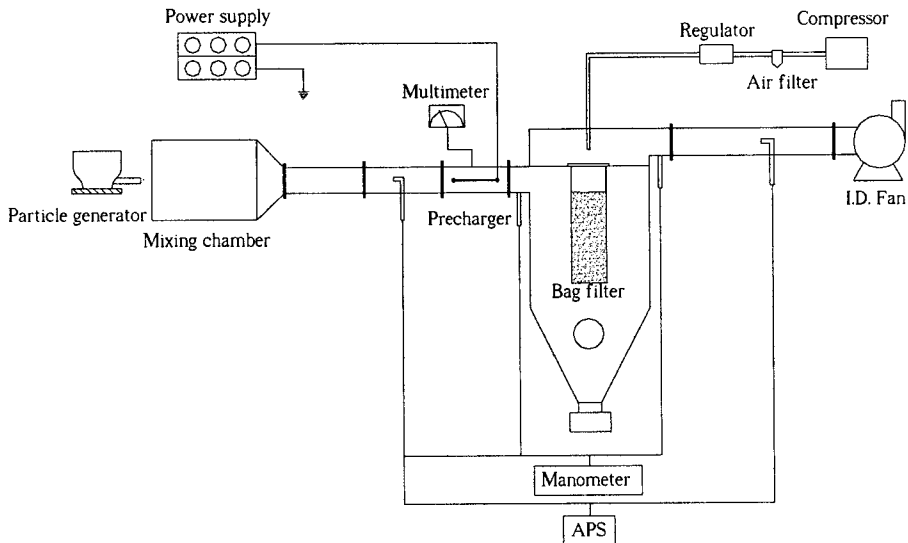 Power supply
Compressor
Regulator
Air filter
Multimeter
I.D. Fan
Particle generator
Precharger
Mixing chamber
Bag filter
Manometer
APS